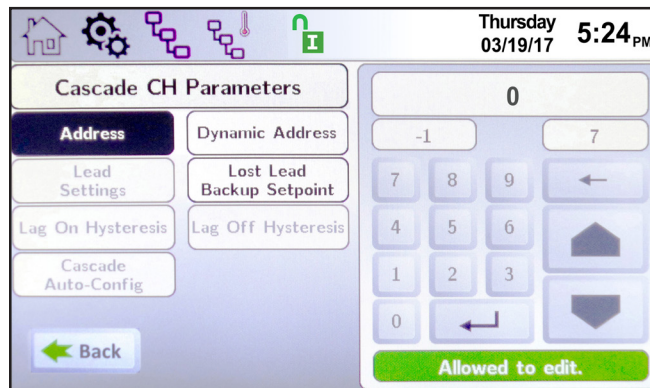 I
Thursday
03/19/17
5:24 PM
Cascade CH Parameters
0
Address
Dynamic Address
-1
7
Lead
Settings
Lost Lead
Backup Setpoint
7 8 9
Lag On Hysteresis
Lag Off Hysteresis
4 5 6
Cascade
Auto-Config
1 2 3
0
Back
Allowed to edit.